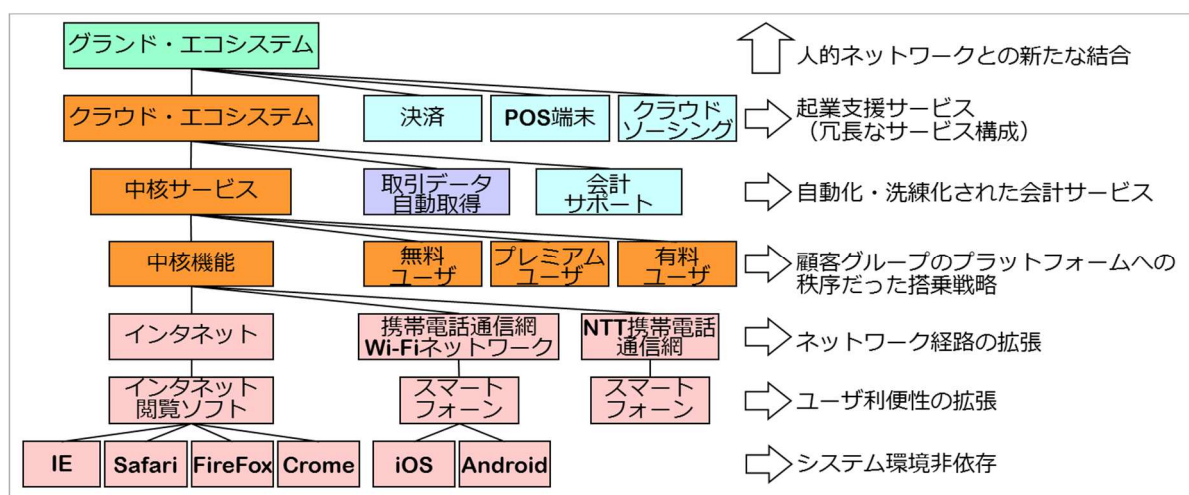 グランド・エコシステム
人的ネットワークとの新たな結合
クラウド・エコシステム
決済
POS端末
クラウド
ソーシング
起業支援サービス
（冗長なサービス構成）
中核サービス
取引データ
自動取得
会計
サポート
自動化・洗練化された会計サービス
中核機能
無料
ユーザ
プレミアム
ユーザ
有料
ユーザ
顧客グループのプラットフォームへの
秩序だった搭乗戦略
インタネット
携帯電話通信網
Wi-Fiネットワーク
NTT携帯電話
通信網
ネットワーク経路の拡張
インタネット
閲覧ソフト
スマート
フォーン
スマート
フォーン
ユーザ利便性の拡張
IE
Safari
FireFox
Crome
iOS
Android
システム環境非依存